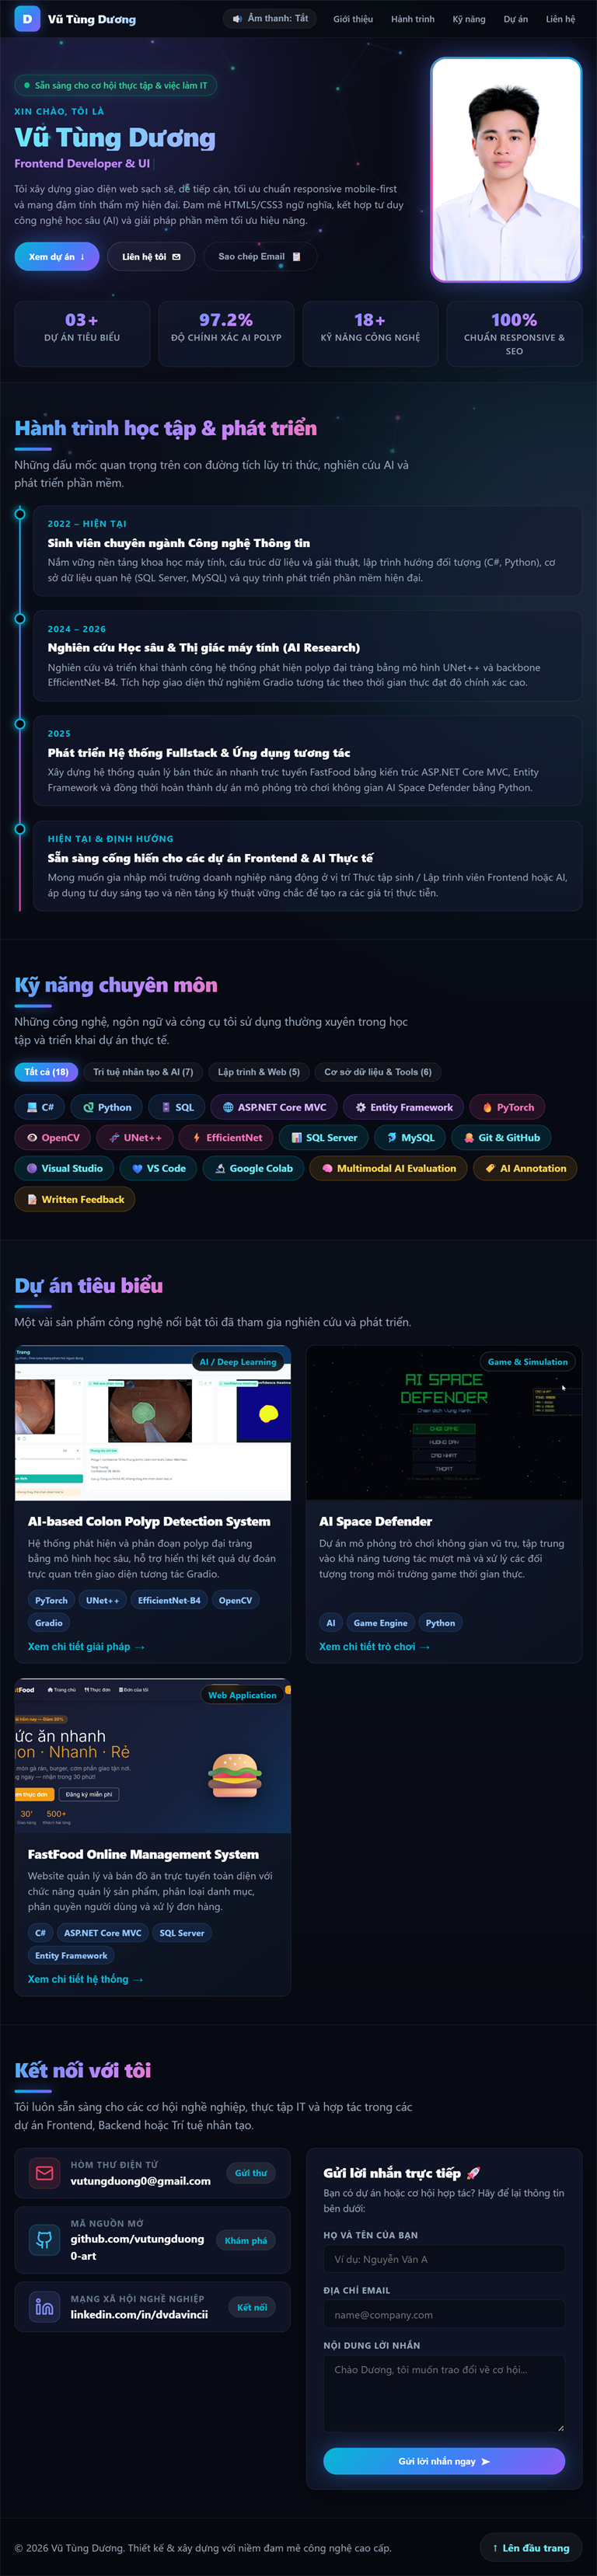 D Vũ Tùng Dương
Âm thanh: Tắt
Giới thiệu
Hành trình
Kỹ năng
Dự án
Liên hệ
Sẵn sàng cho cơ hội thực tập & việc làm IT
XIN CHÀO, TÔI LÀ
Vũ Tùng Dương
Frontend Developer & UI
Tôi xây dựng giao diện web sạch sẽ, dễ tiếp cận, tối ưu chuẩn responsive mobile-first
và mang đậm tính thẩm mỹ hiện đại. Đam mê HTML5/CSS3 ngữ nghĩa, kết hợp tư duy
công nghệ học sâu (AI) và giải pháp phần mềm tối ưu hiệu năng.
Xem dự án ↓
Liên hệ tôi
Sao chép Email
03+
DỰ ÁN TIÊU BIỂU
97.2%
ĐỘ CHÍNH XÁC AI POLYP
18+
KỸ NĂNG CÔNG NGHỆ
100%
CHUẨN RESPONSIVE &
SEO
Hành trình học tập & phát triển
Những dấu mốc quan trọng trên con đường tích lũy tri thức, nghiên cứu AI và
phát triển phần mềm.
2022 – HIỆN TẠI
Sinh viên chuyên ngành Công nghệ Thông tin
Nắm vững nền tảng khoa học máy tính, cấu trúc dữ liệu và giải thuật, lập trình hướng đối tượng (C#, Python), cơ
sở dữ liệu quan hệ (SQL Server, MySQL) và quy trình phát triển phần mềm hiện đại.
2024 – 2026
Nghiên cứu Học sâu & Thị giác máy tính (AI Research)
Nghiên cứu và triển khai thành công hệ thống phát hiện polyp đại tràng bằng mô hình UNet++ và backbone
EfficientNet-B4. Tích hợp giao diện thử nghiệm Gradio tương tác theo thời gian thực đạt độ chính xác cao.
2025
Phát triển Hệ thống Fullstack & Ứng dụng tương tác
Xây dựng hệ thống quản lý bán thức ăn nhanh trực tuyến FastFood bằng kiến trúc ASP.NET Core MVC, Entity
Framework và đồng thời hoàn thành dự án mô phỏng trò chơi không gian AI Space Defender bằng Python.
HIỆN TẠI & ĐỊNH HƯỚNG
Sẵn sàng cống hiến cho các dự án Frontend & AI Thực tế
Mong muốn gia nhập môi trường doanh nghiệp năng động ở vị trí Thực tập sinh / Lập trình viên Frontend hoặc AI,
áp dụng tư duy sáng tạo và nền tảng kỹ thuật vững chắc để tạo ra các giá trị thực tiễn.
Kỹ năng chuyên môn
Những công nghệ, ngôn ngữ và công cụ tôi sử dụng thường xuyên trong học
tập và triển khai dự án thực tế.
Tất cả (18)
Trí tuệ nhân tạo & AI (7)
Lập trình & Web (5)
Cơ sở dữ liệu & Tools (6)
C#
Python
SQL
ASP.NET Core MVC
Entity Framework
PyTorch
OpenCV
UNet++
EfficientNet
SQL Server
MySQL
Git & GitHub
Visual Studio
VS Code
Google Colab
Multimodal AI Evaluation
AI Annotation
Written Feedback
Dự án tiêu biểu
Một vài sản phẩm công nghệ nổi bật tôi đã tham gia nghiên cứu và phát triển.
AI / Deep Learning
AI-based Colon Polyp Detection System
Hệ thống phát hiện và phân đoạn polyp đại tràng
bằng mô hình học sâu, hỗ trợ hiển thị kết quả dự đoán
trực quan trên giao diện tương tác Gradio.
PyTorch
UNet++
EfficientNet-B4
OpenCV
Gradio
Xem chi tiết giải pháp →
Game & Simulation
AI SPACE
DEFENDER
AI Space Defender
Dự án mô phỏng trò chơi không gian vũ trụ, tập trung
vào khả năng tương tác mượt mà và xử lý các đối
tượng trong môi trường game thời gian thực.
AI
Game Engine
Python
Xem chi tiết trò chơi →
Web Application
stFood
Trang chủ
Thực đơn
Đơn của tôi
ức ăn nhanh
gon · Nhanh · Rẻ
Đăng ký miễn phí
30'
500+
FastFood Online Management System
Website quản lý và bán đồ ăn trực tuyến toàn diện với
chức năng quản lý sản phẩm, phân loại danh mục,
phân quyền người dùng và xử lý đơn hàng.
C#
ASP.NET Core MVC
SQL Server
Entity Framework
Xem chi tiết hệ thống →
Kết nối với tôi
Tôi luôn sẵn sàng cho các cơ hội nghề nghiệp, thực tập IT và hợp tác trong các
dự án Frontend, Backend hoặc Trí tuệ nhân tạo.
HÒM THƯ ĐIỆN TỬ
vutungduong0@gmail.com
Gửi thư
MÃ NGUỒN MỞ
github.com/vutungduong
0-art
Khám phá
MẠNG XÃ HỘI NGHỀ NGHIỆP
linkedin.com/in/dvdavincii
Kết nối
Gửi lời nhắn trực tiếp
Bạn có dự án hoặc cơ hội hợp tác? Hãy để lại thông tin
bên dưới:
HỌ VÀ TÊN CỦA BẠN
Ví dụ: Nguyễn Văn A
ĐỊA CHỈ EMAIL
name@company.com
NỘI DUNG LỜI NHẮN
Chào Dương, tôi muốn trao đổi về cơ hội...
Gửi lời nhắn ngay
© 2026 Vũ Tùng Dương. Thiết kế & xây dựng với niềm đam mê công nghệ cao cấp.
↑ Lên đầu trang